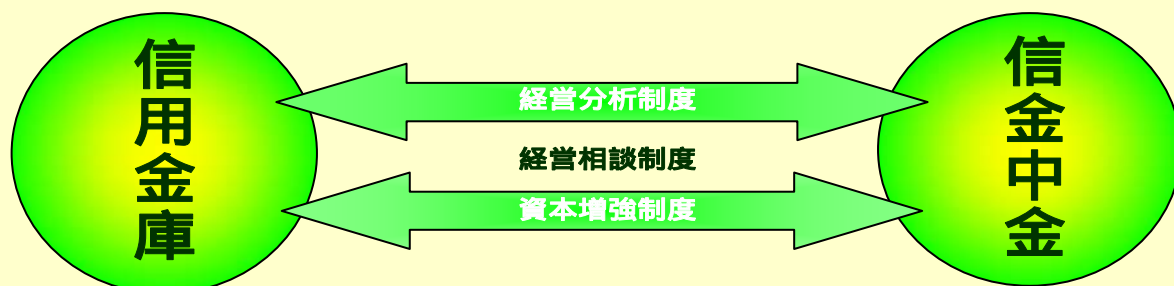 信用金庫
経営分析制度
経営相談制度
資本増強制度
信金中金